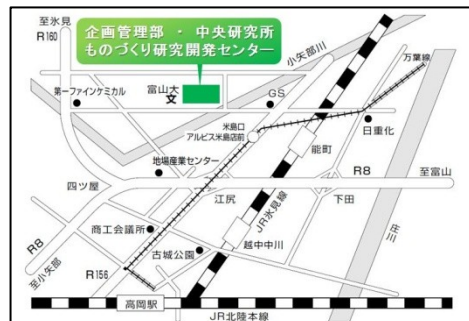 企画管理部 ・ 中央研究所
ものづくり研究開発センター
至氷見
R160
小矢部川
万葉線
富山大
文
第一ファインケミカル
GS
米島口
アルビス米島店前
日重化
能町
地場産業センター
四ツ屋
R8
至富山
江尻
下田
JR氷見線
庄川
商工会議所
越中中川
古城公園
R8
至小矢部
R156
高岡駅
JR北陸本線